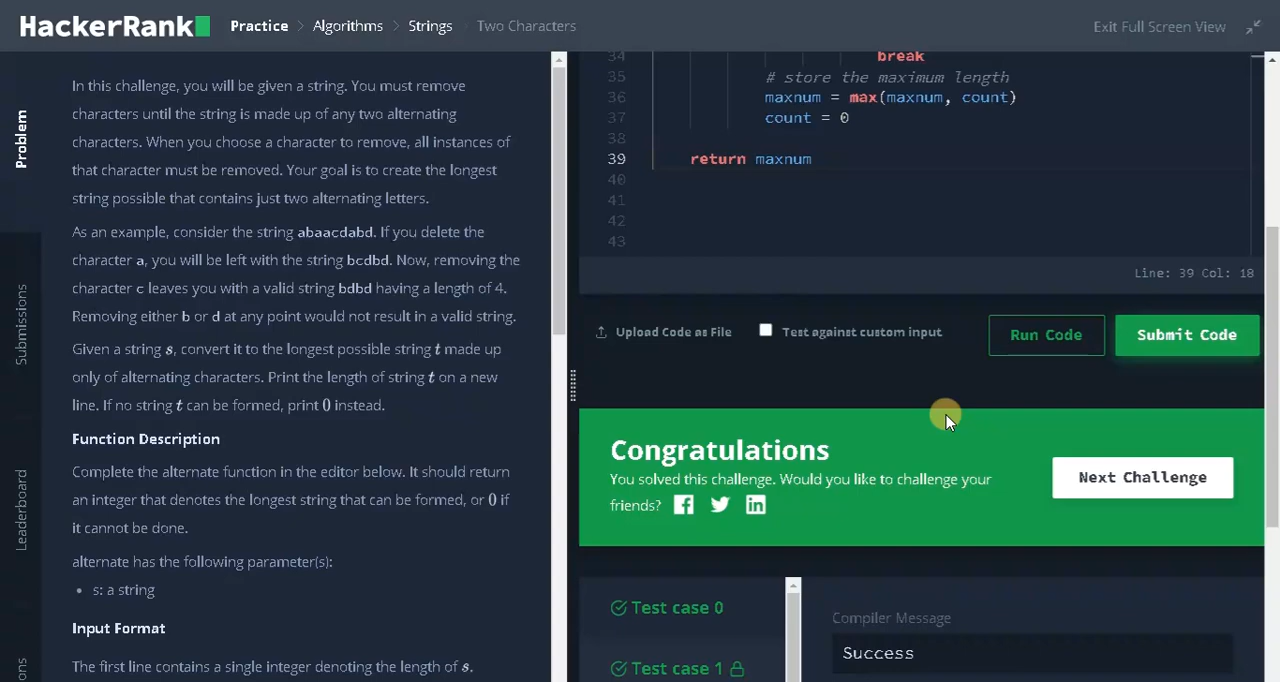 HackerRank
Practice > Algorithms > Strings > Two Characters
Exit Full Screen View
Problem
Submissions
Leaderboard
In this challenge, you will be given a string. You must remove
characters until the string is made up of any two alternating
characters. When you choose a character to remove, all instances of
that character must be removed. Your goal is to create the longest
string possible that contains just two alternating letters.
As an example, consider the string abaacdabd. If you delete the
character a, you will be left with the string bcdbd. Now, removing the
character c leaves you with a valid string bdbd having a length of 4.
Removing either b or d at any point would not result in a valid string.
Given a string s, convert it to the longest possible string t made up
only of alternating characters. Print the length of string t on a new
line. If no string t can be formed, print 0 instead.
Function Description
Complete the alternate function in the editor below. It should return
an integer that denotes the longest string that can be formed, or 0 if
it cannot be done.
alternate has the following parameter(s):
• s: a string
Input Format
The first line contains a single integer denoting the length of s.
34 break
35 # store the maximum length
36 maxnum = max(maxnum, count)
37 count = 0
38
39 return maxnum
40
41
42
43
Line: 39 Col: 18
Upload Code as File
Test against custom input
Run Code
Submit Code
Congratulations
You solved this challenge. Would you like to challenge your
friends?
Next Challenge
Test case 0
Test case 1
Compiler Message
Success